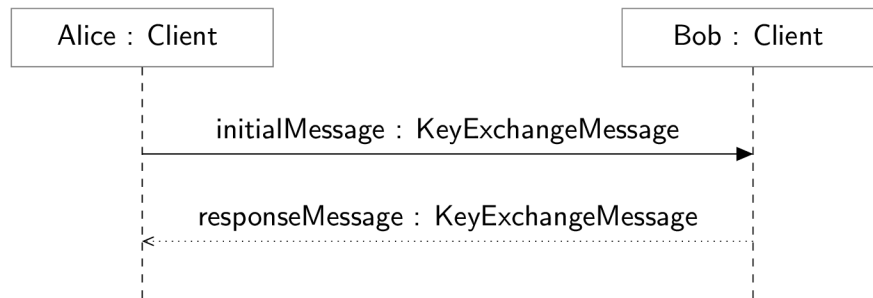 Alice : Client
Bob : Client
initialMessage : KeyExchangeMessage
responseMessage : KeyExchangeMessage